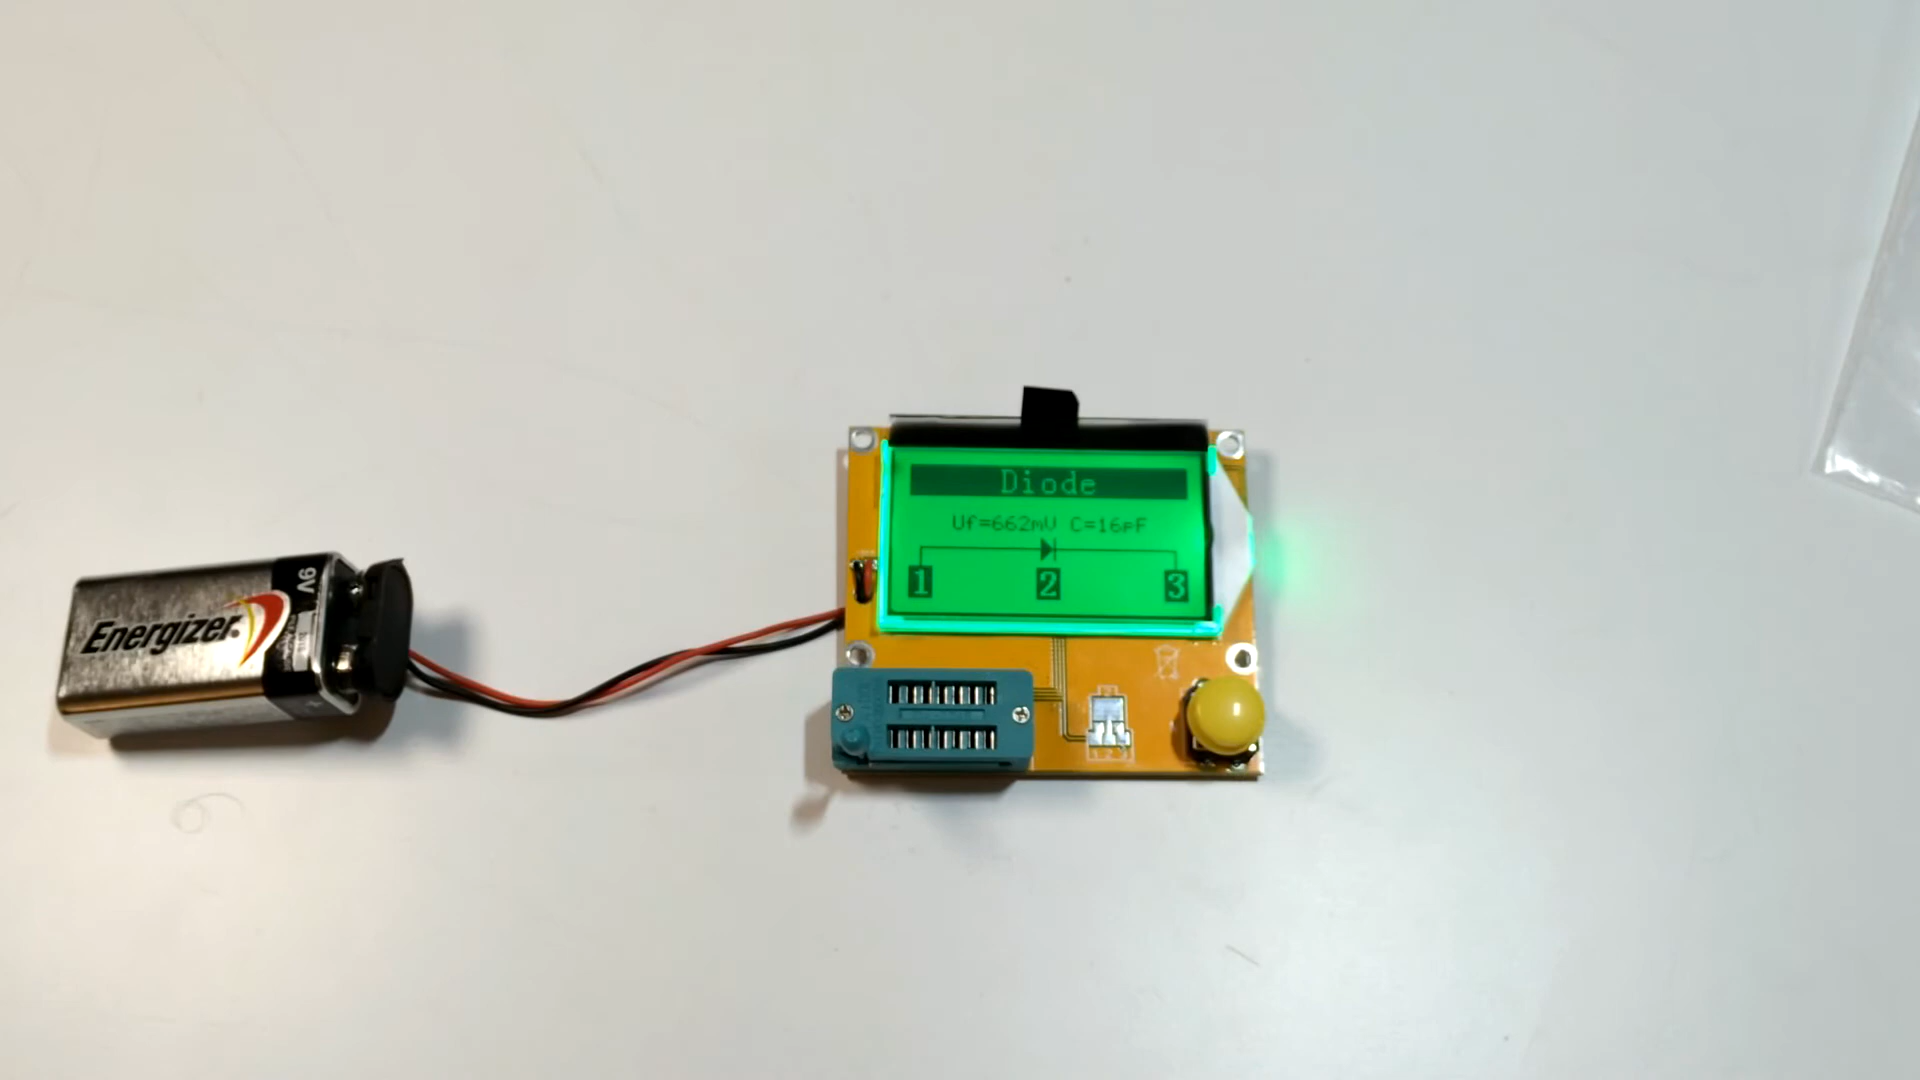 Diode
Uf=662mV C=16pF
1 2 3
Energizer.
9V